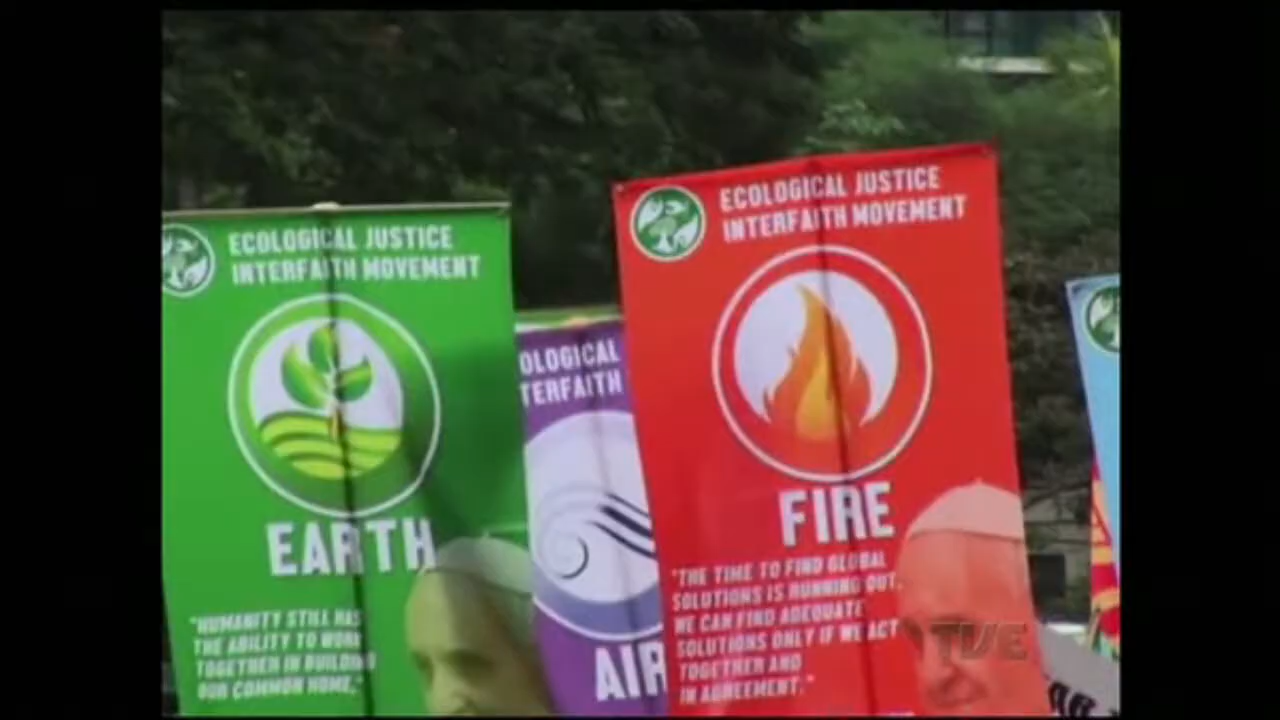 ECOLOGICAL JUSTICE
INTERFAITH MOVEMENT
EARTH
"HUMANITY STILL HAS
THE ABILITY TO WORK
TOGETHER IN BUILDING
OUR COMMON HOME."
OLOGICAL
TERFAITH
AIR
ECOLOGICAL JUSTICE
INTERFAITH MOVEMENT
FIRE
"THE TIME TO FIND GLOBAL
SOLUTIONS IS RUNNING OUT.
WE CAN FIND ADEQUATE
SOLUTIONS ONLY IF WE ACT
TOGETHER AND
IN AGREEMENT."
TVE